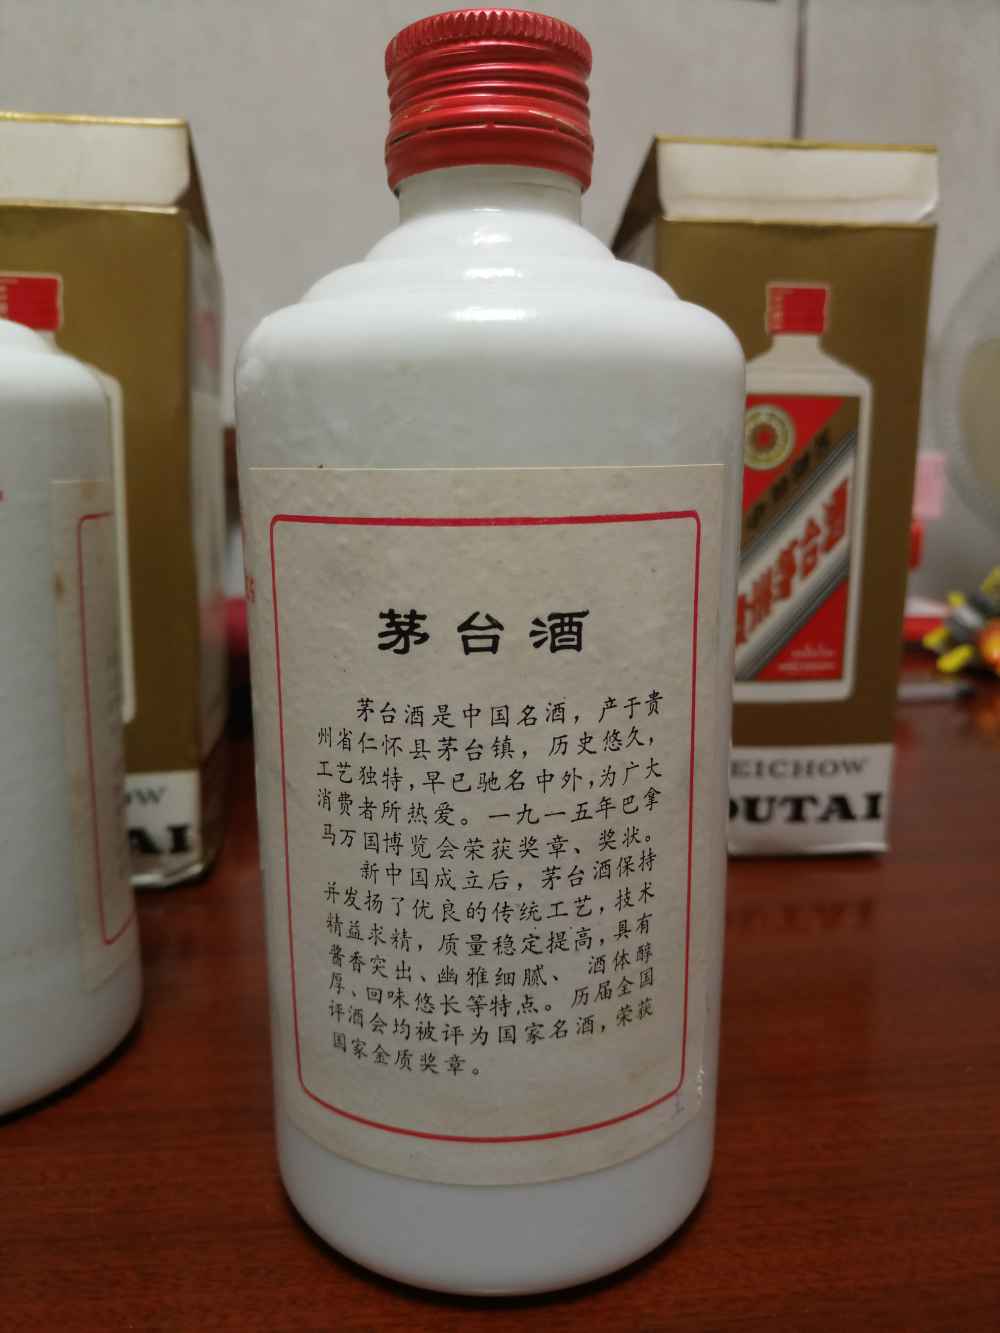 茅台酒
茅台酒是中国名酒，产于贵
州省仁怀县茅台镇，历史悠久，
工艺独特，早已驰名中外，为广大
消费者所热爱。一九一五年巴拿
马万国博览会荣获奖章、奖状。
新中国成立后，茅台酒保持
并发扬了优良的传统工艺，技术
精益求精，质量稳定提高，具有
酱香突出、幽雅细腻、酒体醇
厚、回味悠长等特点。历届全国
评酒会均被评为国家名酒，荣获
国家金质奖章。
贵州茅台酒
EICHOW
OUTAI
OW
TAI